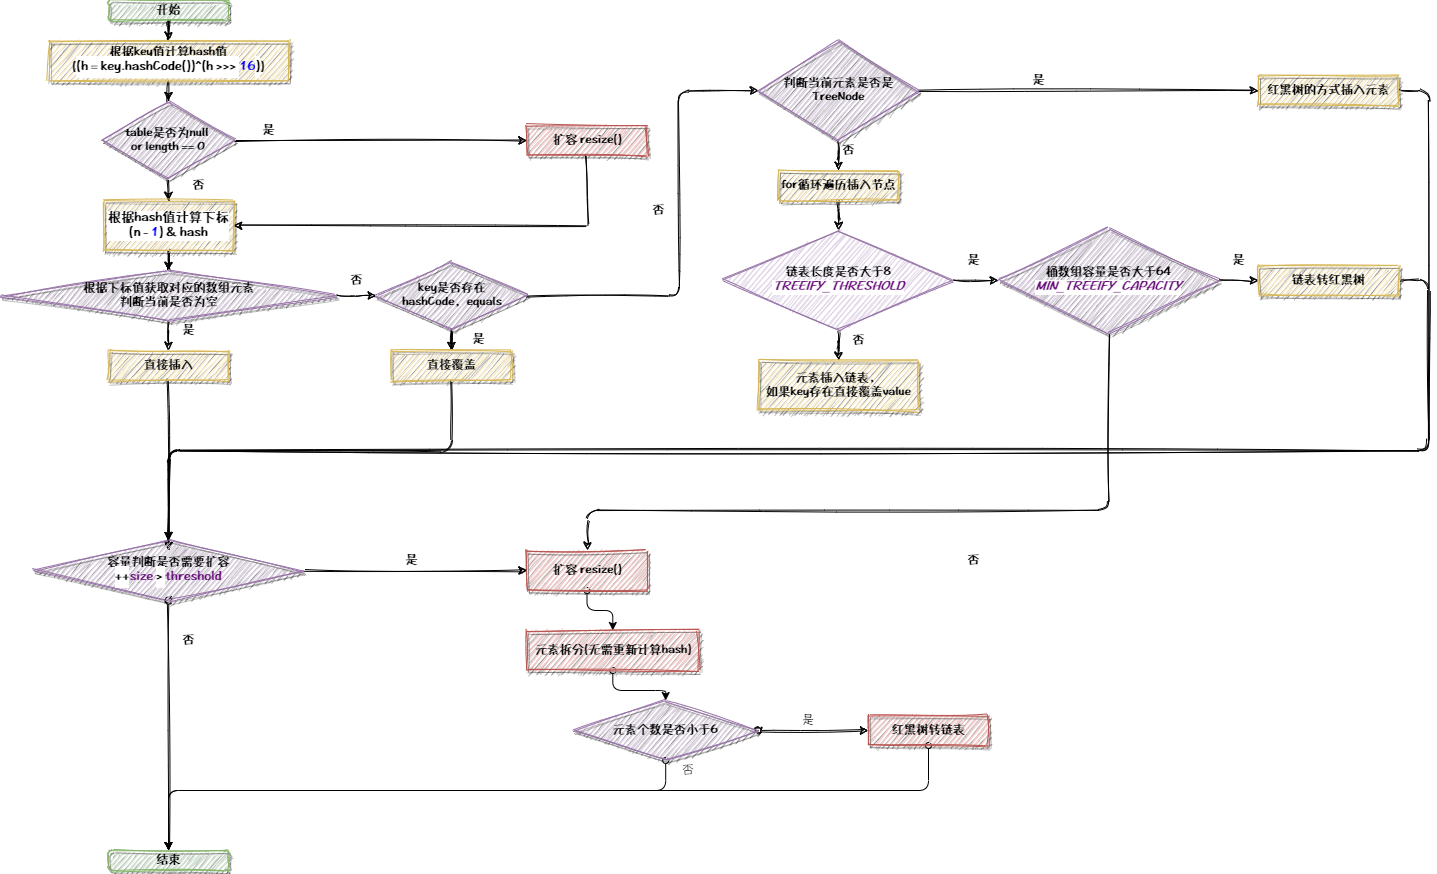 开始
根据key值计算hash值
((h = key.hashCode())^(h >>> 16))
table是否为null
or length == 0
是
扩容 resize()
否
根据hash值计算下标
(n - 1) & hash
根据下标值获取对应的数组元素
判断当前是否为空
否
key是否存在
hashCode、equals
否
是
直接插入
是
直接覆盖
判断当前元素是否是
TreeNode
是
红黑树的方式插入元素
否
for循环遍历插入节点
链表长度是否大于8
TREEIFY_THRESHOLD
是
桶数组容量是否大于64
MIN_TREEIFY_CAPACITY
是
链表转红黑树
否
元素插入链表，
如果key存在直接覆盖value
容量判断是否需要扩容
++size > threshold
是
扩容 resize()
否
否
元素拆分(无需重新计算hash)
元素个数是否小于6
是
红黑树转链表
否
结束